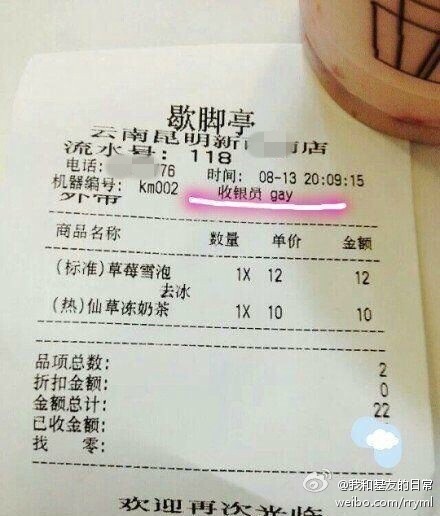 歇脚亭
云南昆明新 店
流水号: 118
电话: 76 时间: 08-13 20:09:15
机器编号: km002 收银员 gay
外带
商品名称 数量 单价 金额
(标准)草莓雪泡 1X 12 12
去冰
(热)仙草冻奶茶 1X 10 10
品项总数: 2
折扣金额: 0
金额总计: 22
已收金额:
找 零:
欢迎再次光临
@我和基友的日常
weibo.com/rryml